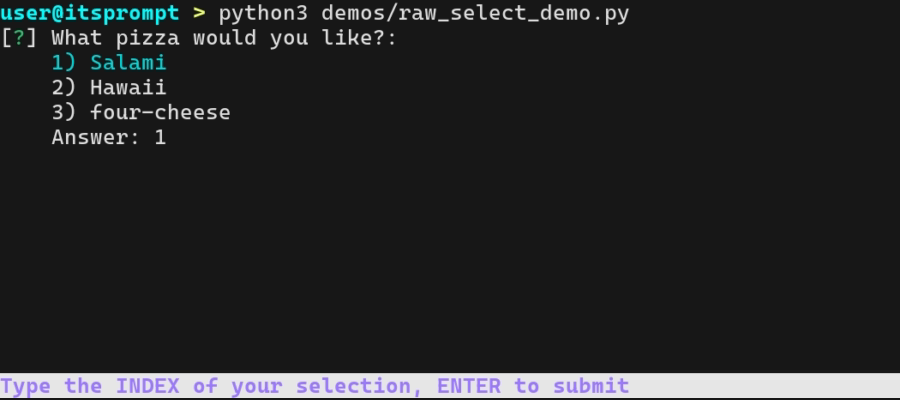 user@itsprompt > python3 demos/raw_select_demo.py
[?] What pizza would you like?:
1) Salami
2) Hawaii
3) four-cheese
Answer: 1
Type the INDEX of your selection, ENTER to submit